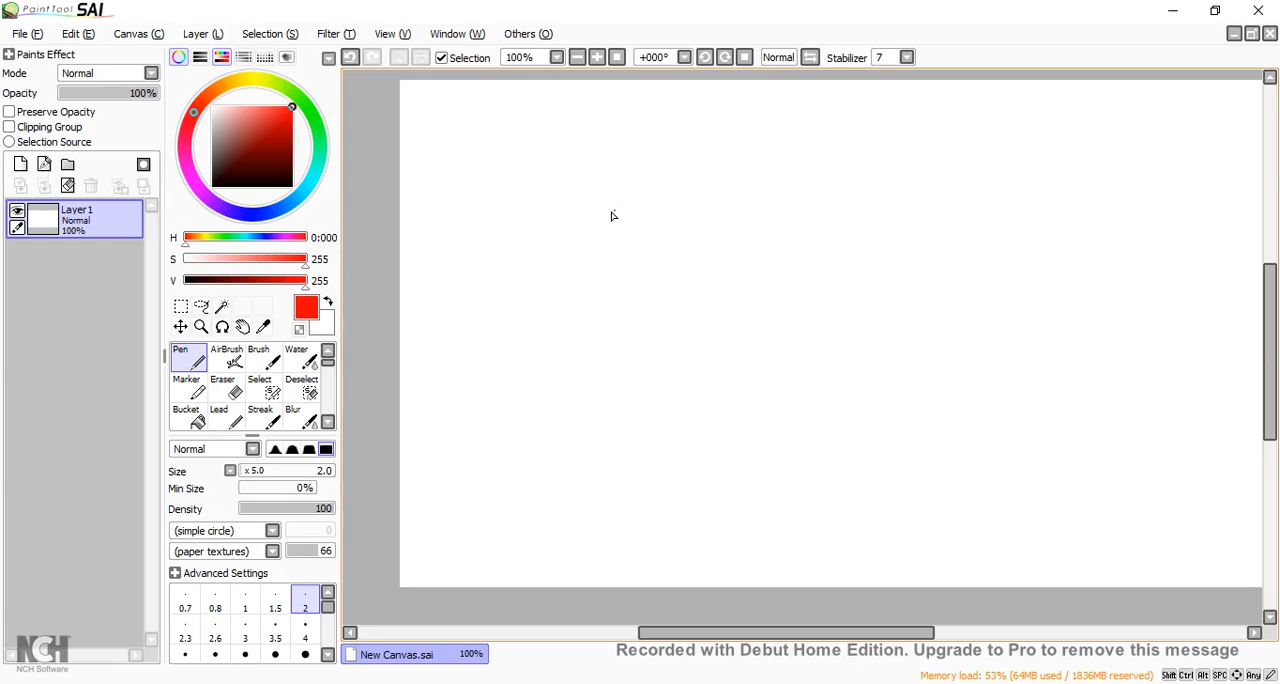 PaintTool SAI
File (F) Edit (E) Canvas (C) Layer (L) Selection (S) Filter (T) View (V) Window (W) Others (O)
Paints Effect
Mode Normal
Opacity 100%
Preserve Opacity
Clipping Group
Selection Source
Layer1
Normal
100%
Selection 100% +000° Normal Stabilizer 7
H 0:000
S 255
V 255
Pen AirBrush Brush Water
Marker Eraser Select Deselect
Bucket Lead Streak Blur
Normal
Size x 5.0 2.0
Min Size 0%
Density 100
(simple circle) 0
(paper textures) 66
Advanced Settings
0.7 0.8 1 1.5 2
2.3 2.6 3 3.5 4
New Canvas.sai 100%
NCH
NCH Software
Recorded with Debut Home Edition. Upgrade to Pro to remove this message
Memory load: 53% (64MB used / 1836MB reserved)
Shift Ctrl Alt SPC Any